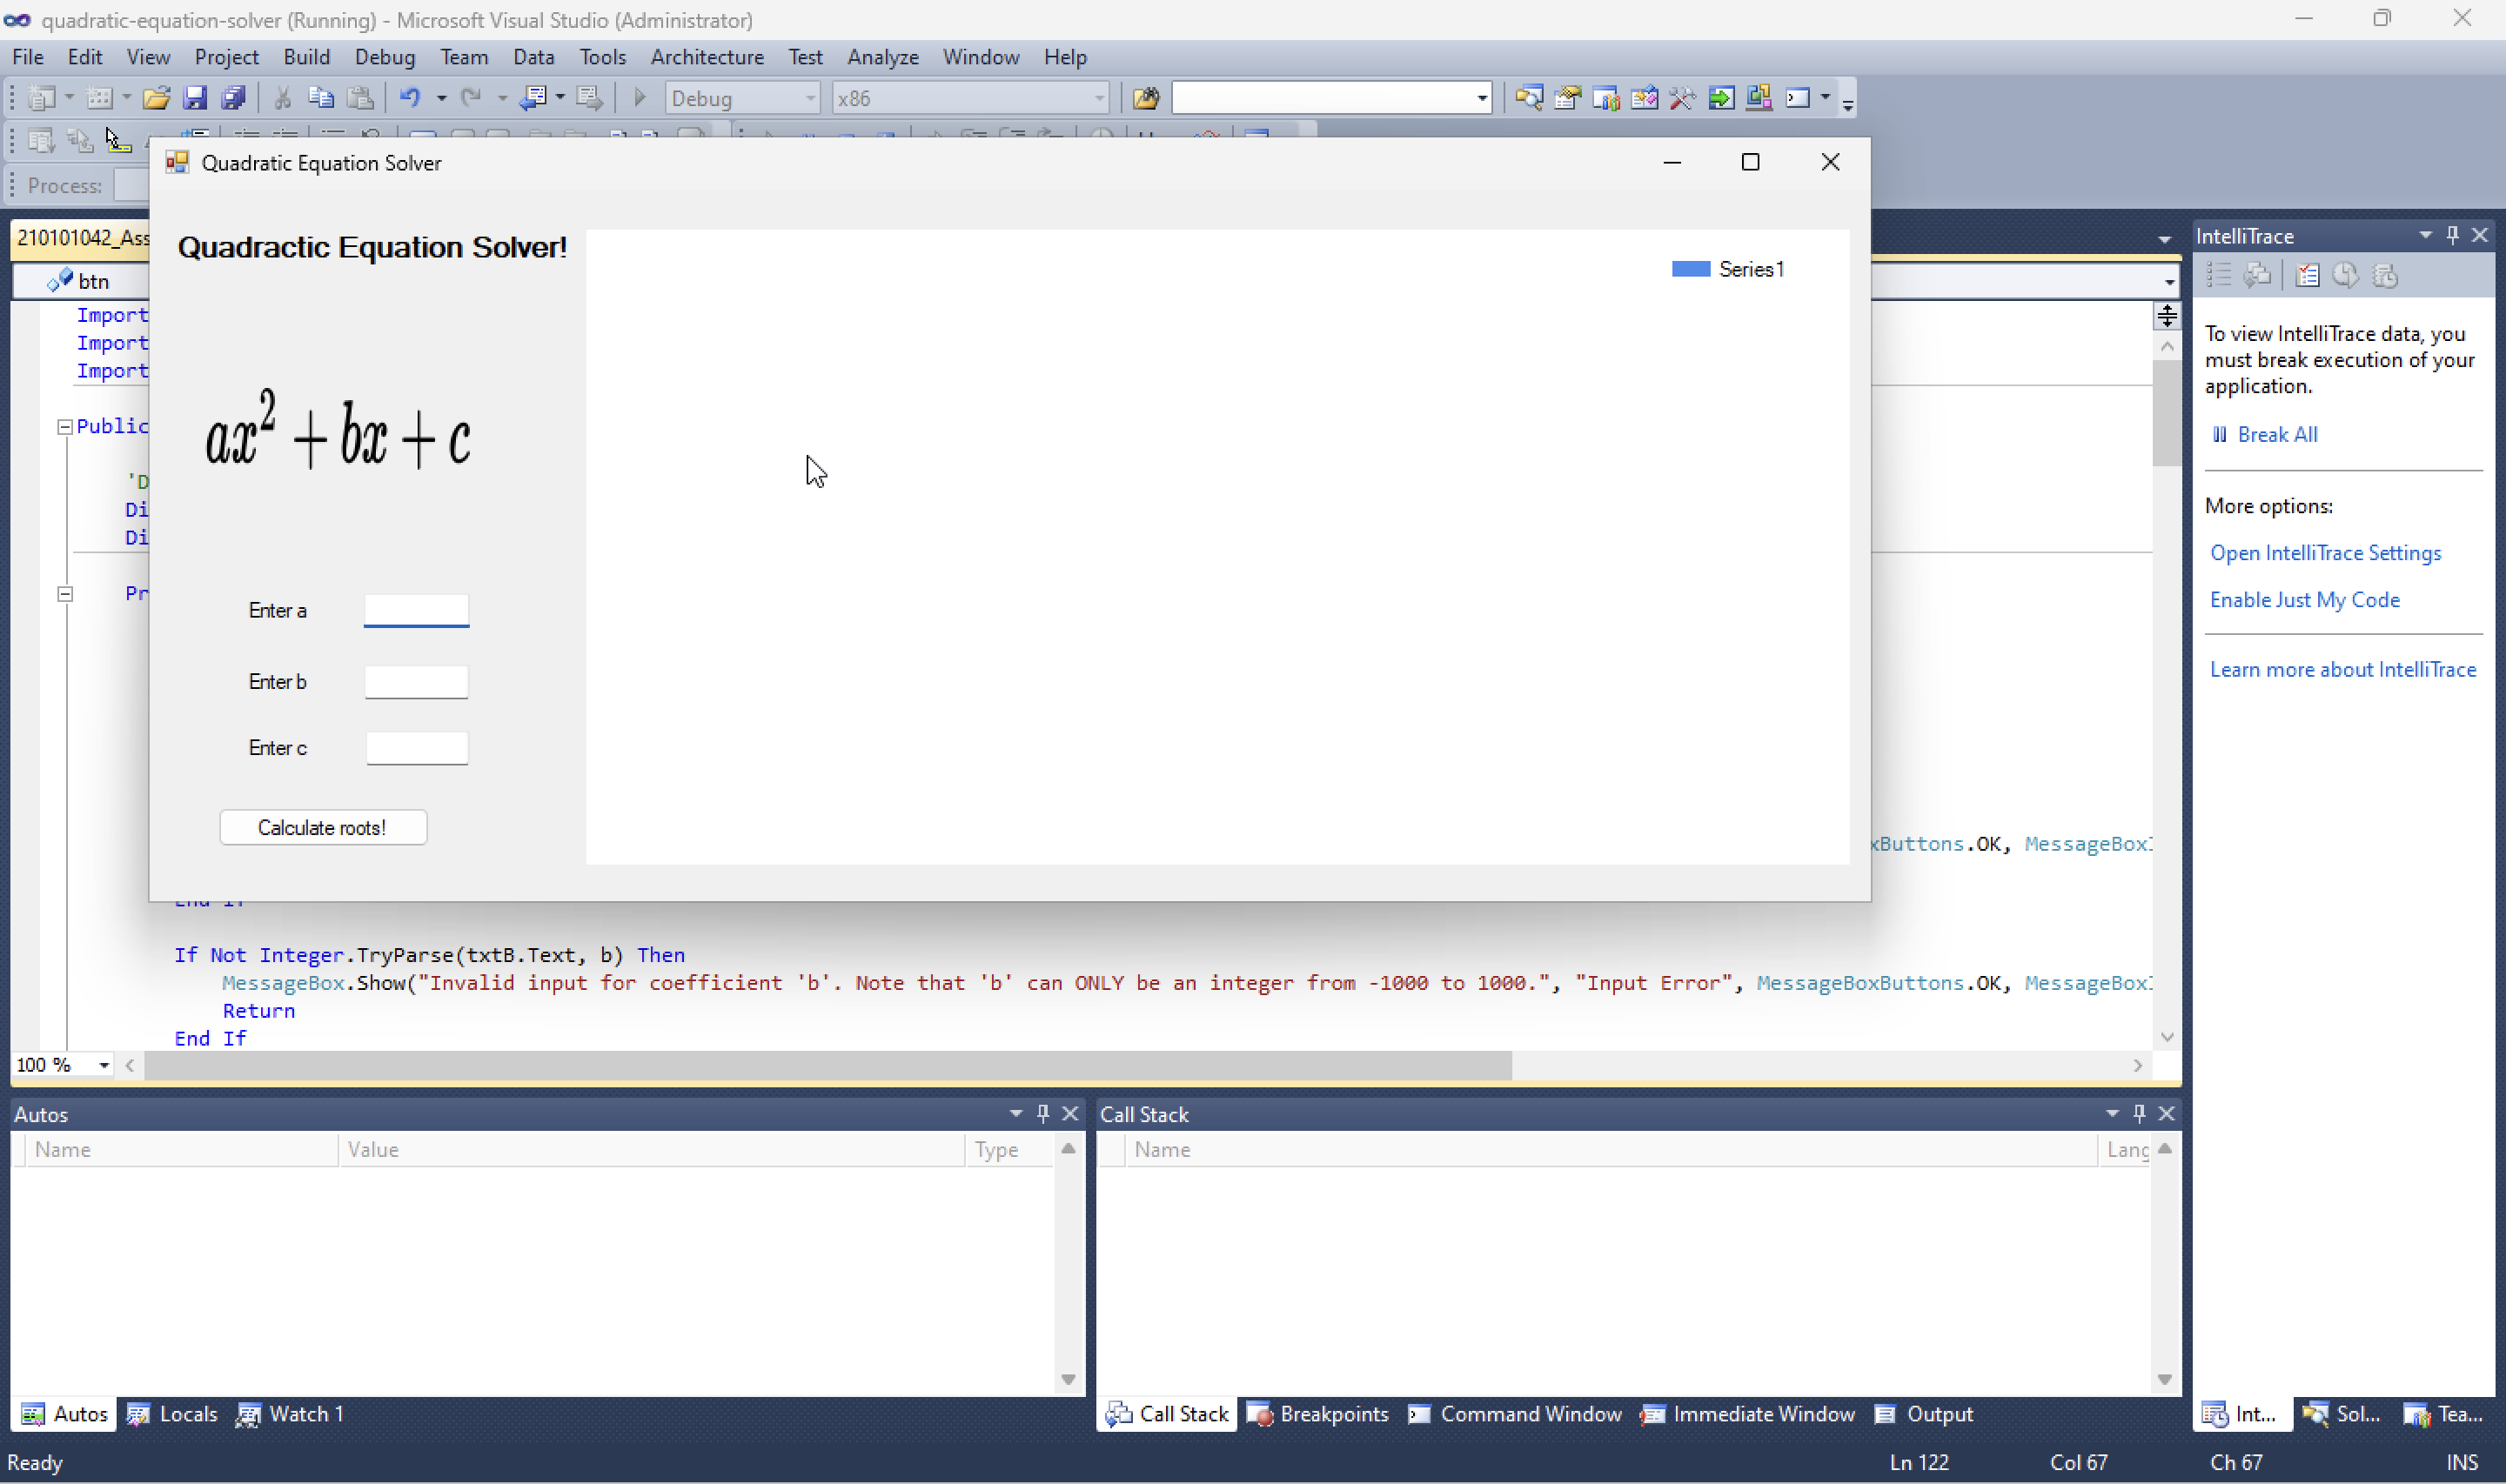 quadratic-equation-solver (Running) - Microsoft Visual Studio (Administrator)
File Edit View Project Build Debug Team Data Tools Architecture Test Analyze Window Help
Debug x86
Process:
Quadratic Equation Solver
210101042_Ass
btn
Quadractic Equation Solver!
Series1
Import
Import
Import
Public
'D
Di
Di
Pr
ax² + bx + c
Enter a
Enter b
Enter c
Calculate roots!
xButtons.OK, MessageBoxI
End If
If Not Integer.TryParse(txtB.Text, b) Then
MessageBox.Show("Invalid input for coefficient 'b'. Note that 'b' can ONLY be an integer from -1000 to 1000.", "Input Error", MessageBoxButtons.OK, MessageBoxI
Return
End If
100 %
IntelliTrace
To view IntelliTrace data, you
must break execution of your
application.
Break All
More options:
Open IntelliTrace Settings
Enable Just My Code
Learn more about IntelliTrace
Autos
Name Value Type
Call Stack
Name Lang
Autos Locals Watch 1
Call Stack Breakpoints Command Window Immediate Window Output
Int... Sol... Tea...
Ready Ln 122 Col 67 Ch 67 INS